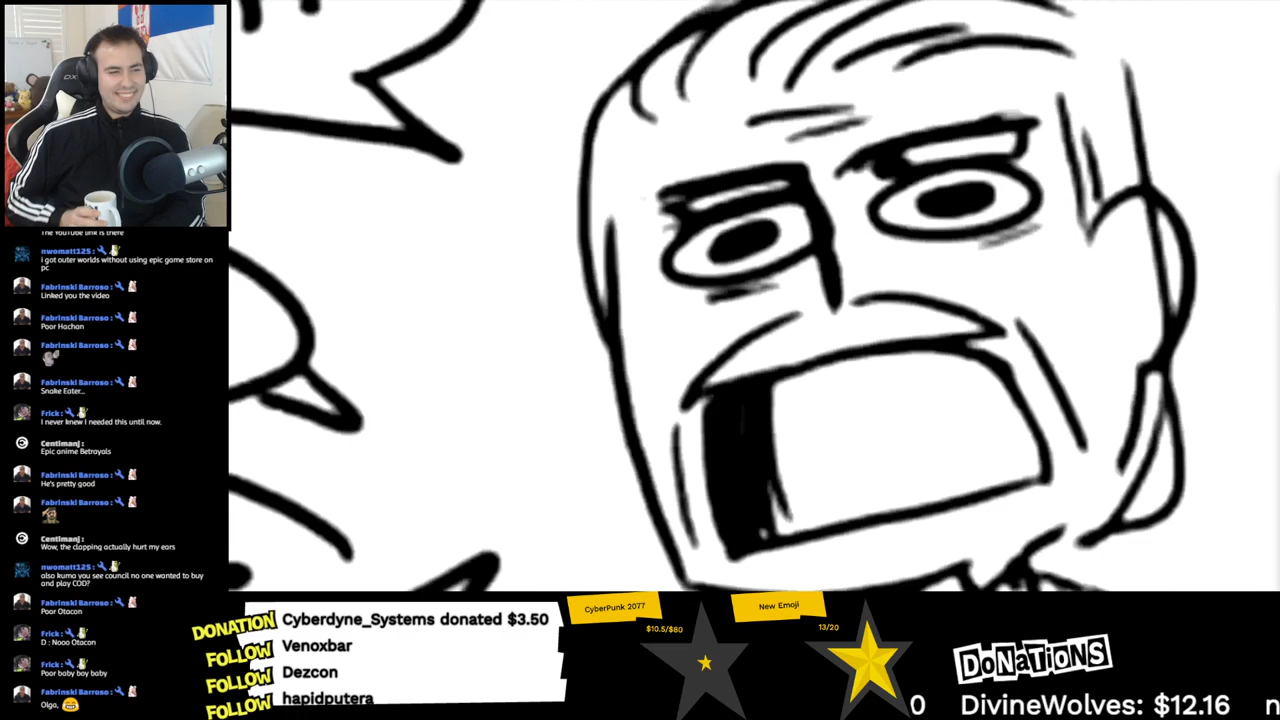 The YouTube link is there
nwomatt125 :
I got outer worlds without using epic game store on
pc
Fabrinski Barroso :
Linked you the video
Fabrinski Barroso :
Poor Hachan
Fabrinski Barroso :
Fabrinski Barroso :
Snake Eater...
Frick :
I never knew I needed this until now.
Centimanj :
Epic anime Betrayals
Fabrinski Barroso :
He's pretty good
Fabrinski Barroso :
Centimanj :
Wow, the clapping actually hurt my ears
nwomatt125 :
also kumo you see council no one wanted to buy
and play COD?
Fabrinski Barroso :
Poor Otacon
Frick :
D : Nooo Otacon
Frick :
Poor baby boy baby
Fabrinski Barroso :
Olga,
DONATION Cyberdyne_Systems donated $3.50
FOLLOW Venoxbar
FOLLOW Dezcon
FOLLOW hapidputera
CyberPunk 2077
$10.5/$80
New Emoji
13/20
DONATIONS
0 DivineWolves: $12.16 n